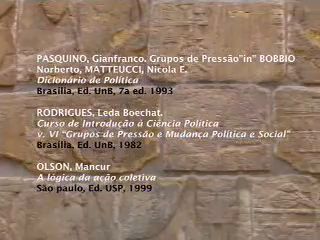 PASQUINO, Gianfranco. Grupos de Pressão"in" BOBBIO
Norberto, MATTEUCCI, Nicola E.
Dicionário de Política
Brasília, Ed. UnB, 7a ed. 1993
RODRIGUES, Leda Boechat.
Curso de Introdução à Ciência Política
v. VI "Grupos de Pressão e Mudança Política e Social"
Brasília, Ed. UnB, 1982
OLSON, Mancur
A lógica da ação coletiva
São paulo, Ed. USP, 1999